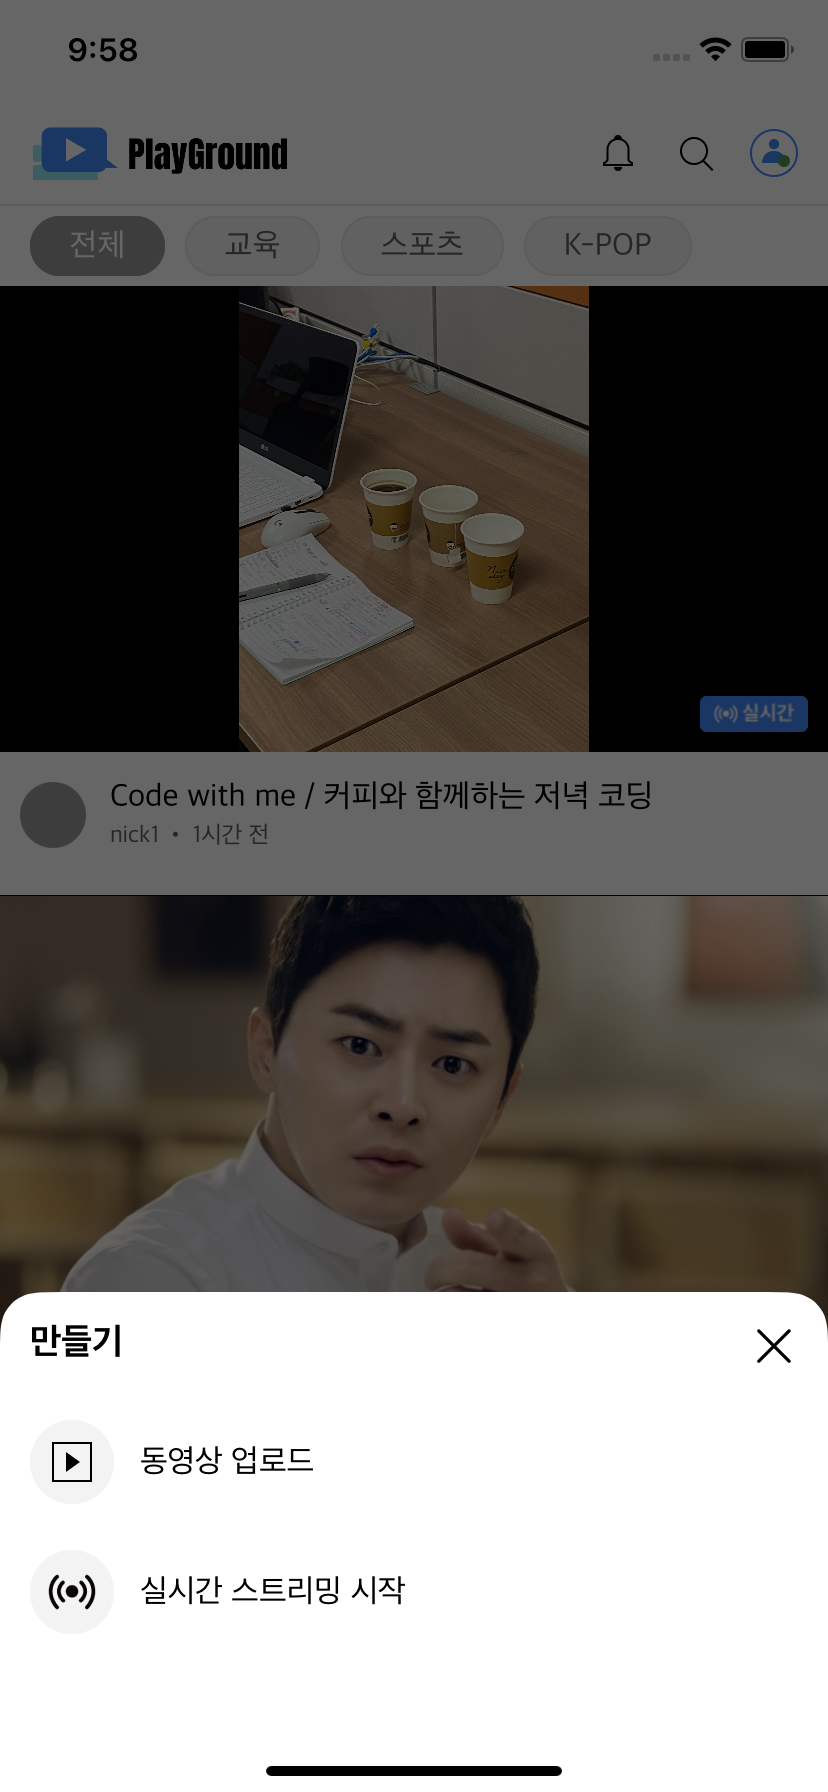 9:58
PlayGround
전체 교육 스포츠 K-POP
실시간
Code with me / 커피와 함께하는 저녁 코딩
nick1 • 1시간 전
만들기
동영상 업로드
실시간 스트리밍 시작